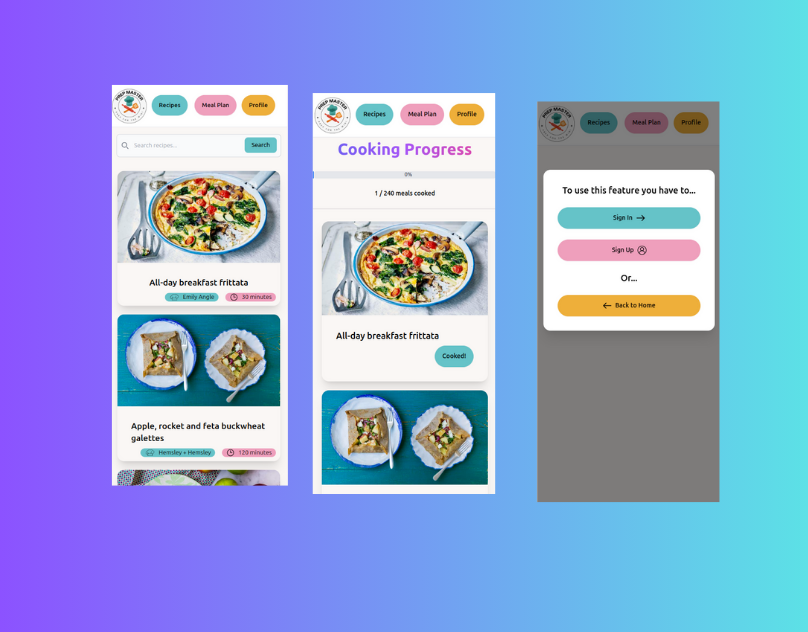 PREP MASTER
Recipes
Meal Plan
Profile
Search recipes...
Search
All-day breakfast frittata
Emily Angle
30 minutes
Apple, rocket and feta buckwheat
galettes
Hemsley + Hemsley
120 minutes
PREP MASTER
Recipes
Meal Plan
Profile
Cooking Progress
0%
1 / 240 meals cooked
All-day breakfast frittata
Cooked!
PREP MASTER
Recipes
Meal Plan
Profile
To use this feature you have to...
Sign In →
Sign Up
Or...
← Back to Home